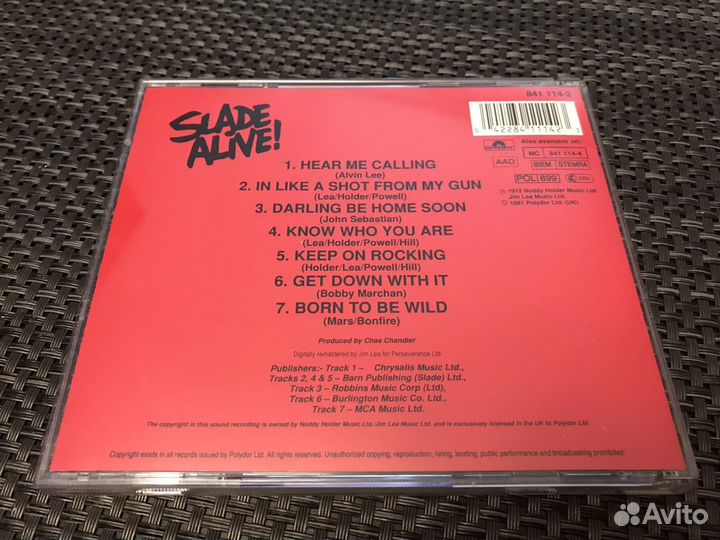 SLADE
ALIVE!
841 114-2
0 42284 11142
Also available on:
MC 841 114-4
AAD
BIEM STEMRA
POL 899
℗ 1972 Noddy Holder Music Ltd
Jim Lea Music Ltd.
© 1991 Polydor Ltd. (UK)
1. HEAR ME CALLING
(Alvin Lee)
2. IN LIKE A SHOT FROM MY GUN
(Lea/Holder/Powell)
3. DARLING BE HOME SOON
(John Sebastian)
4. KNOW WHO YOU ARE
(Lea/Holder/Powell/Hill)
5. KEEP ON ROCKING
(Holder/Lea/Powell/Hill)
6. GET DOWN WITH IT
(Bobby Marchan)
7. BORN TO BE WILD
(Mars/Bonfire)
Produced by Chas Chandler
Digitally remastered by Jim Lea for Perseverance Ltd.
Publishers:- Track 1 – Chrysalis Music Ltd.,
Tracks 2, 4 & 5 – Barn Publishing (Slade) Ltd.,
Track 3 – Robbins Music Corp (Ltd),
Track 6 – Burlington Music Co. Ltd.,
Track 7 – MCA Music Ltd.
The copyright in this sound recording is owned by Noddy Holder Music Ltd./Jim Lea Music Ltd. and is exclusively licensed in the UK to Polydor Ltd.
Copyright exists in all records issued by Polydor Ltd. All rights reserved. Unauthorized copying, reproduction, hiring, lending, public performance and broadcasting prohibited.
Avito